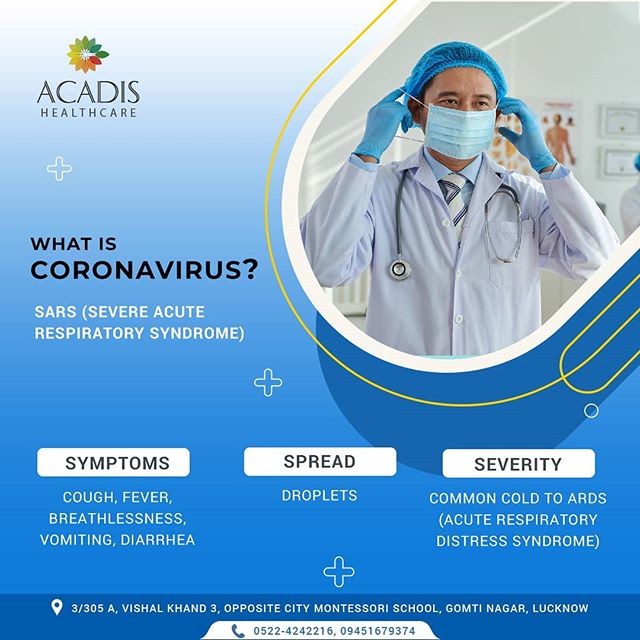 ACADIS
HEALTHCARE
WHAT IS
CORONAVIRUS?
SARS (SEVERE ACUTE
RESPIRATORY SYNDROME)
SYMPTOMS
COUGH, FEVER,
BREATHLESSNESS,
VOMITING, DIARRHEA
SPREAD
DROPLETS
SEVERITY
COMMON COLD TO ARDS
(ACUTE RESPIRATORY
DISTRESS SYNDROME)
3/305 A, VISHAL KHAND 3, OPPOSITE CITY MONTESSORI SCHOOL, GOMTI NAGAR, LUCKNOW
0522-4242216, 09451679374